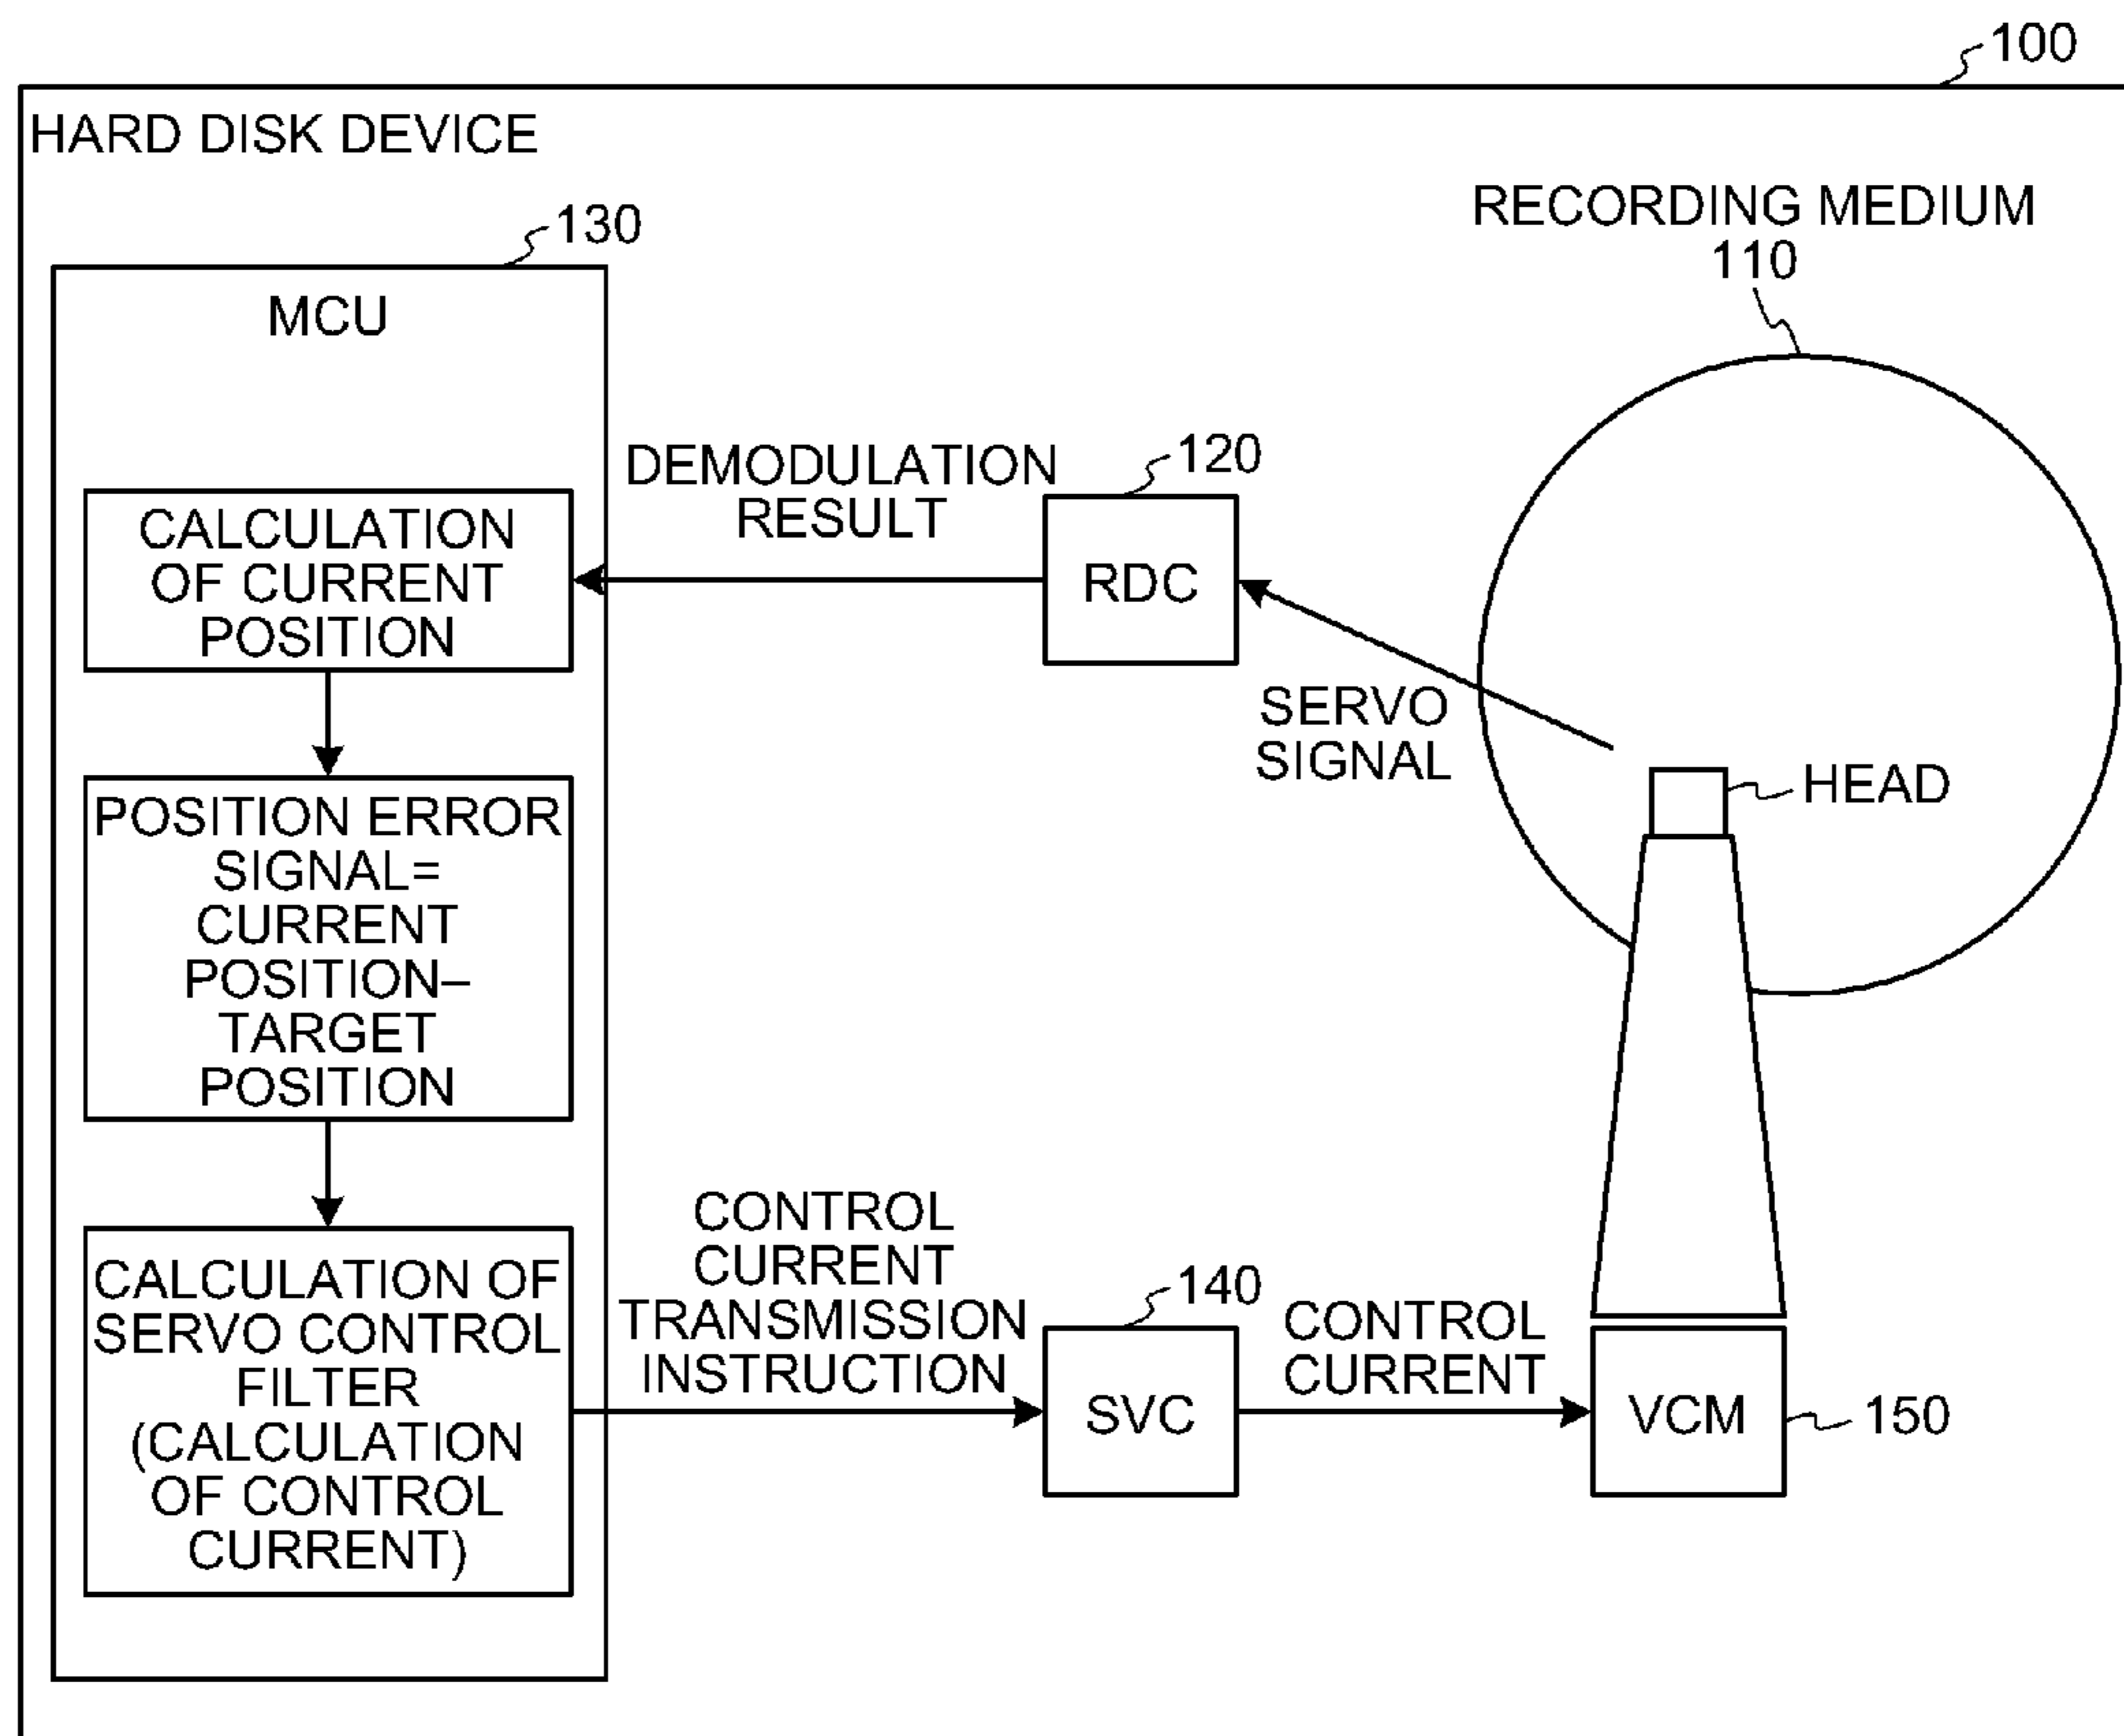 100
HARD DISK DEVICE
RECORDING MEDIUM
110
130
MCU
DEMODULATION
RESULT
120
RDC
CALCULATION
OF CURRENT
POSITION
SERVO
SIGNAL
HEAD
POSITION ERROR
SIGNAL=
CURRENT
POSITION–
TARGET
POSITION
CONTROL
CURRENT
TRANSMISSION
INSTRUCTION
140
SVC
CONTROL
CURRENT
VCM
150
CALCULATION OF
SERVO CONTROL
FILTER
(CALCULATION
OF CONTROL
CURRENT)